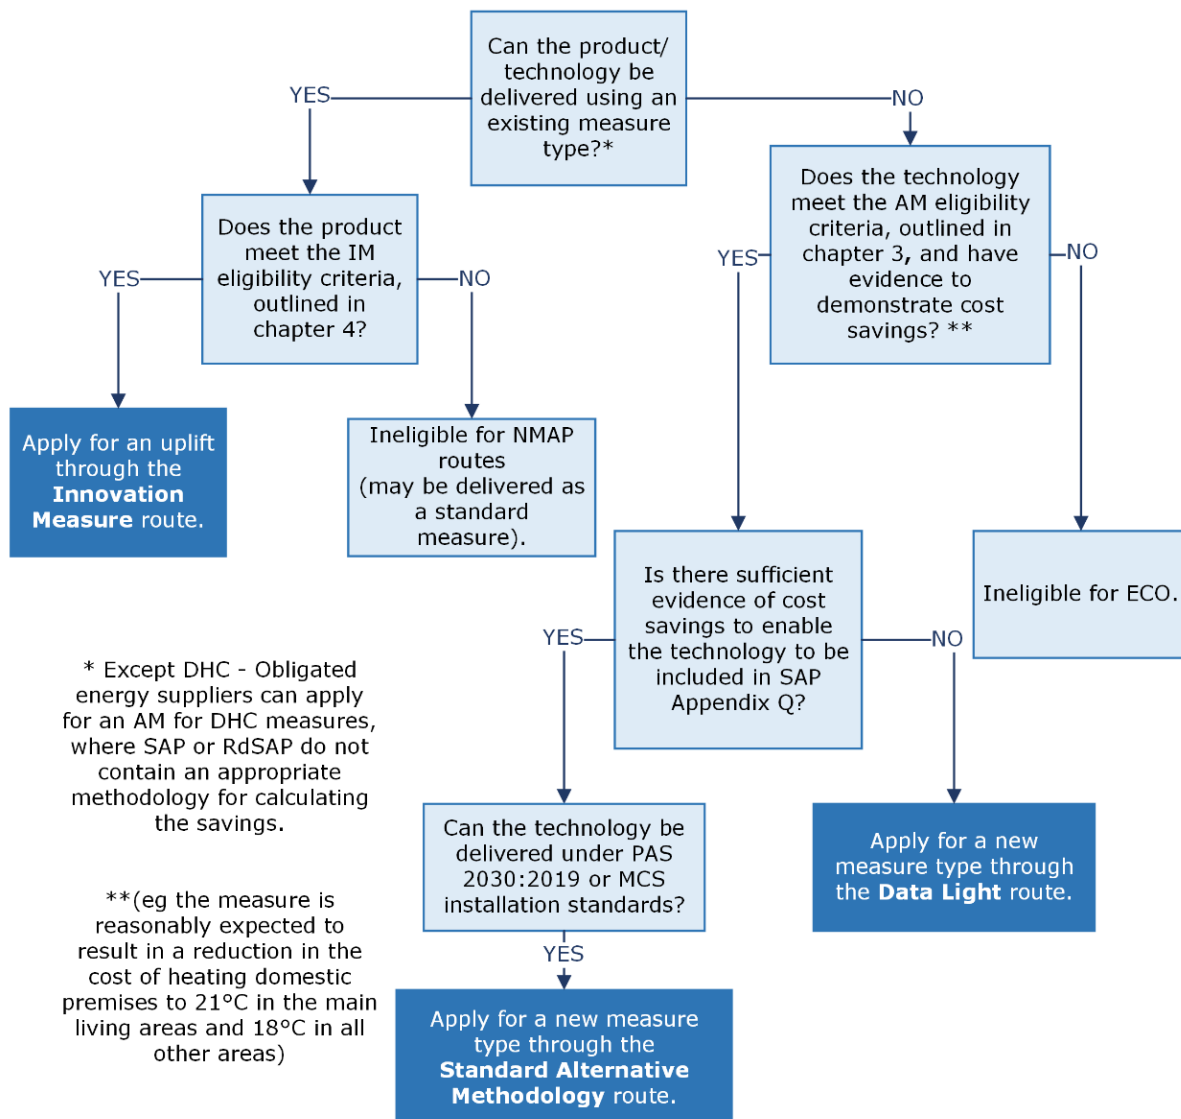 Can the product/
technology be
delivered using an
existing measure
type?*
YES
NO
Does the product
meet the IM
eligibility criteria,
outlined in
chapter 4?
Does the technology
meet the AM eligibility
criteria, outlined in
chapter 3, and have
evidence to
demonstrate cost
savings? **
YES
NO
YES
NO
Apply for an uplift
through the
Innovation
Measure route.
Ineligible for NMAP
routes
(may be delivered as
a standard
measure).
Is there sufficient
evidence of cost
savings to enable
the technology to be
included in SAP
Appendix Q?
Ineligible for ECO.
YES
NO
* Except DHC - Obligated
energy suppliers can apply
for an AM for DHC measures,
where SAP or RdSAP do not
contain an appropriate
methodology for calculating
the savings.
Can the technology be
delivered under PAS
2030:2019 or MCS
installation standards?
Apply for a new
measure type through
the Data Light route.
**(eg the measure is
reasonably expected to
result in a reduction in the
cost of heating domestic
premises to 21°C in the main
living areas and 18°C in all
other areas)
YES
Apply for a new measure
type through the
Standard Alternative
Methodology route.